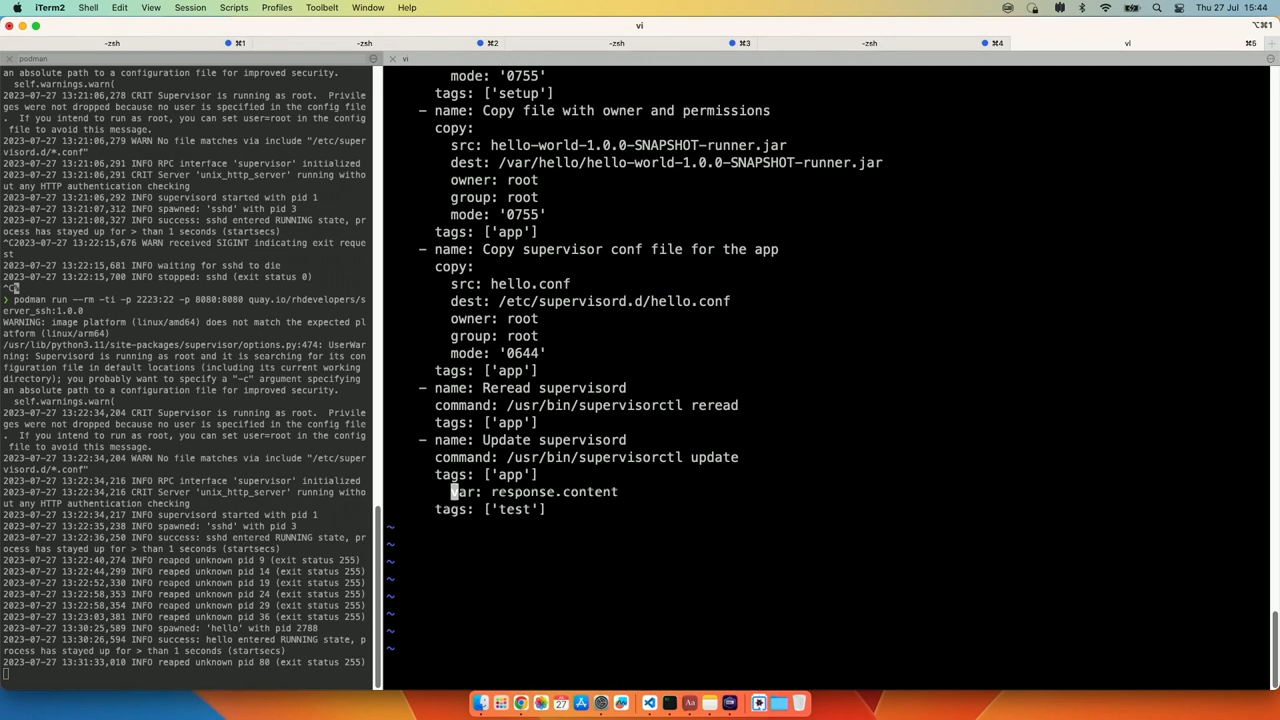 iTerm2 Shell Edit View Session Scripts Profiles Toolbelt Window Help Thu 27 Jul 15:44
vi ⌥⌘1
-zsh ⌘1 -zsh ⌘2 -zsh ⌘3 -zsh ⌘4 vi ⌘5
podman
an absolute path to a configuration file for improved security.
self.warnings.warn(
2023-07-27 13:21:06,278 CRIT Supervisor is running as root.  Privile
ges were not dropped because no user is specified in the config file
.  If you intend to run as root, you can set user=root in the config
file to avoid this message.
2023-07-27 13:21:06,279 WARN No file matches via include "/etc/super
visord.d/*.conf"
2023-07-27 13:21:06,291 INFO RPC interface 'supervisor' initialized
2023-07-27 13:21:06,291 CRIT Server 'unix_http_server' running witho
ut any HTTP authentication checking
2023-07-27 13:21:06,292 INFO supervisord started with pid 1
2023-07-27 13:21:07,312 INFO spawned: 'sshd' with pid 3
2023-07-27 13:21:08,327 INFO success: sshd entered RUNNING state, pr
ocess has stayed up for > than 1 seconds (startsecs)
^C2023-07-27 13:22:15,676 WARN received SIGINT indicating exit reque
st
2023-07-27 13:22:15,681 INFO waiting for sshd to die
2023-07-27 13:22:15,700 INFO stopped: sshd (exit status 0)
^C%
❯ podman run --rm -ti -p 2223:22 -p 8080:8080 quay.io/rhdevelopers/s
erver_ssh:1.0.0
WARNING: image platform (linux/amd64) does not match the expected pl
atform (linux/arm64)
/usr/lib/python3.11/site-packages/supervisor/options.py:474: UserWar
ning: Supervisord is running as root and it is searching for its con
figuration file in default locations (including its current working
directory); you probably want to specify a "-c" argument specifying
an absolute path to a configuration file for improved security.
self.warnings.warn(
2023-07-27 13:22:34,204 CRIT Supervisor is running as root.  Privile
ges were not dropped because no user is specified in the config file
.  If you intend to run as root, you can set user=root in the config
file to avoid this message.
2023-07-27 13:22:34,204 WARN No file matches via include "/etc/super
visord.d/*.conf"
2023-07-27 13:22:34,216 INFO RPC interface 'supervisor' initialized
2023-07-27 13:22:34,216 CRIT Server 'unix_http_server' running witho
ut any HTTP authentication checking
2023-07-27 13:22:34,217 INFO supervisord started with pid 1
2023-07-27 13:22:35,238 INFO spawned: 'sshd' with pid 3
2023-07-27 13:22:36,250 INFO success: sshd entered RUNNING state, pr
ocess has stayed up for > than 1 seconds (startsecs)
2023-07-27 13:22:40,274 INFO reaped unknown pid 9 (exit status 255)
2023-07-27 13:22:44,299 INFO reaped unknown pid 14 (exit status 255)
2023-07-27 13:22:52,330 INFO reaped unknown pid 19 (exit status 255)
2023-07-27 13:22:58,353 INFO reaped unknown pid 24 (exit status 255)
2023-07-27 13:22:58,354 INFO reaped unknown pid 29 (exit status 255)
2023-07-27 13:23:03,381 INFO reaped unknown pid 36 (exit status 255)
2023-07-27 13:30:25,589 INFO spawned: 'hello' with pid 2788
2023-07-27 13:30:26,594 INFO success: hello entered RUNNING state, p
rocess has stayed up for > than 1 seconds (startsecs)
2023-07-27 13:31:33,010 INFO reaped unknown pid 80 (exit status 255)
vi
mode: '0755'
tags: ['setup']
- name: Copy file with owner and permissions
copy:
src: hello-world-1.0.0-SNAPSHOT-runner.jar
dest: /var/hello/hello-world-1.0.0-SNAPSHOT-runner.jar
owner: root
group: root
mode: '0755'
tags: ['app']
- name: Copy supervisor conf file for the app
copy:
src: hello.conf
dest: /etc/supervisord.d/hello.conf
owner: root
group: root
mode: '0644'
tags: ['app']
- name: Reread supervisord
command: /usr/bin/supervisorctl reread
tags: ['app']
- name: Update supervisord
command: /usr/bin/supervisorctl update
tags: ['app']
var: response.content
tags: ['test']
~
~
~
~
~
~
~
~